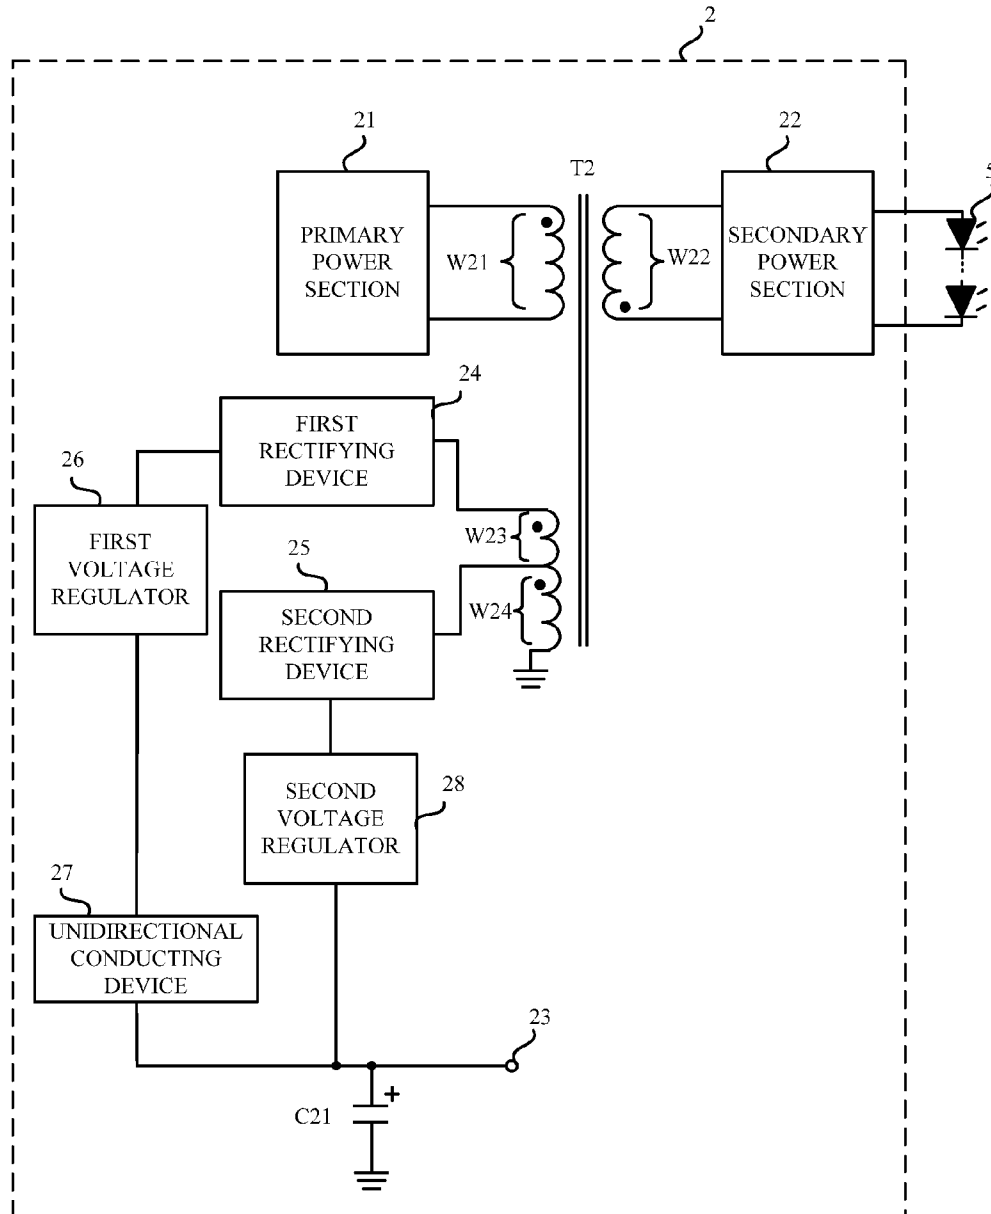 2
21
22
T2
5
PRIMARY
POWER
SECTION
W21
W22
SECONDARY
POWER
SECTION
24
FIRST
RECTIFYING
DEVICE
26
FIRST
VOLTAGE
REGULATOR
W23
25
SECOND
RECTIFYING
DEVICE
W24
SECOND
VOLTAGE
REGULATOR
28
27
UNIDIRECTIONAL
CONDUCTING
DEVICE
23
C21
+